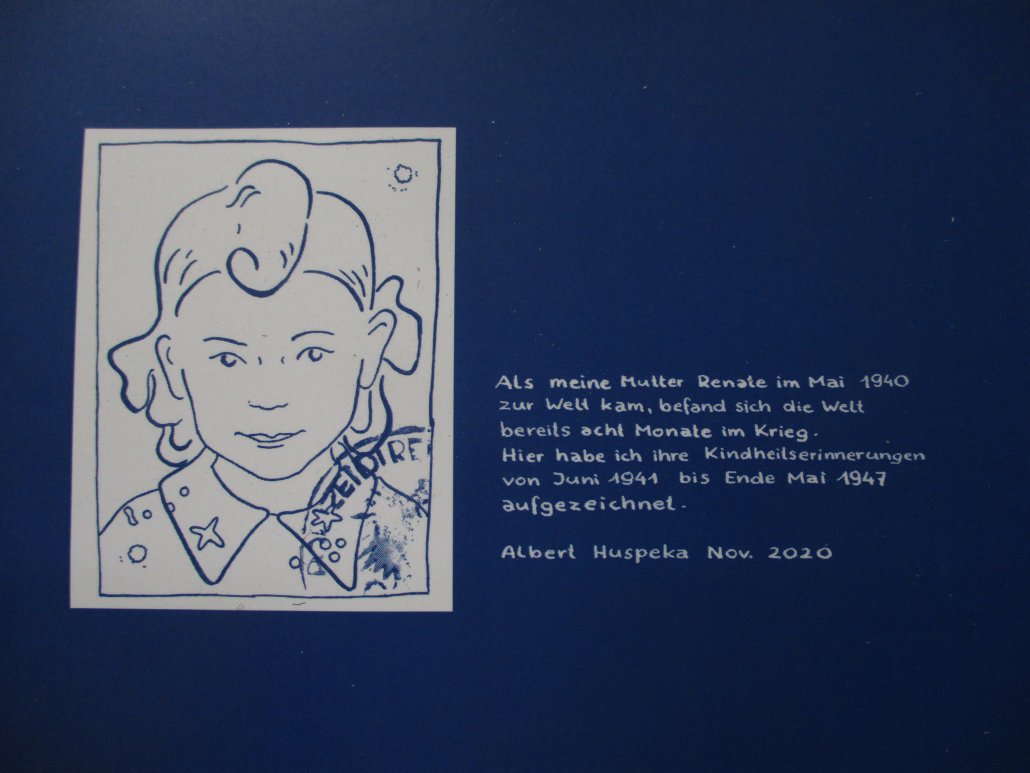 ZEIDIRE
Als meine Mutter Renate im Mai 1940
zur Welt kam, befand sich die Welt
bereits acht Monate im Krieg.
Hier habe ich ihre Kindheitserinnerungen
von Juni 1941 bis Ende Mai 1947
aufgezeichnet.
Albert Huspeka Nov. 2020